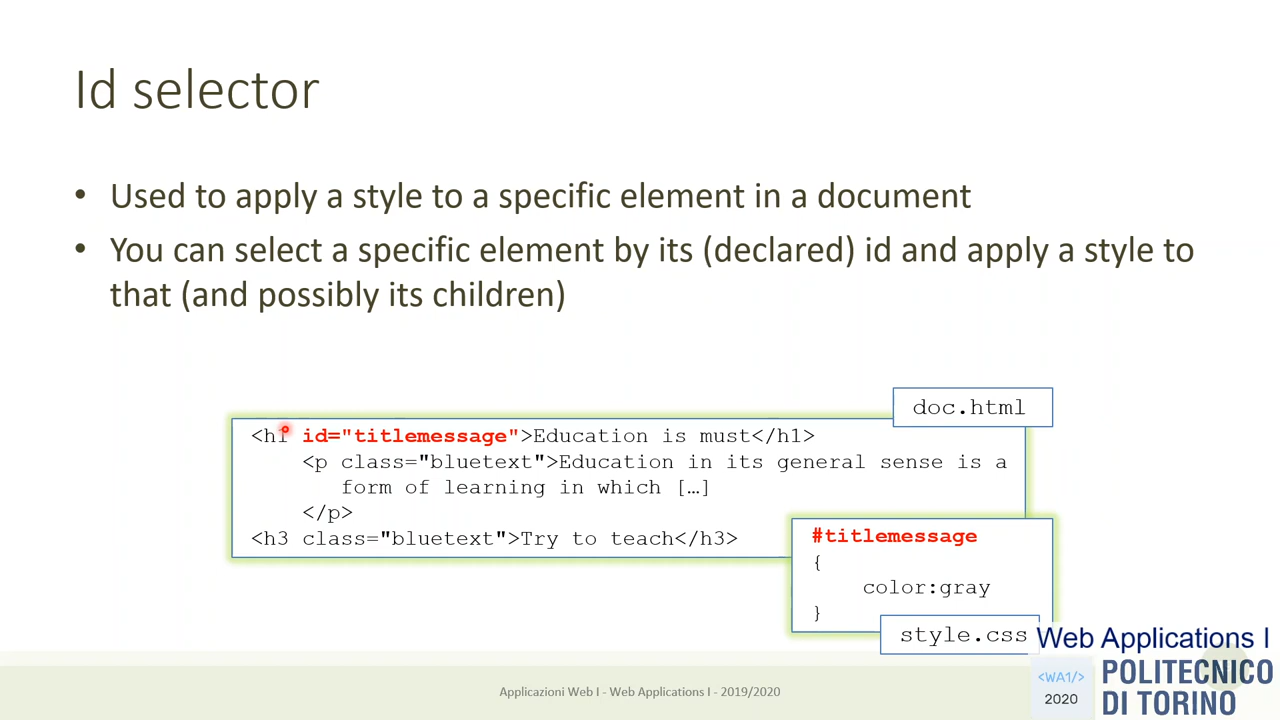 Id selector
• Used to apply a style to a specific element in a document
• You can select a specific element by its (declared) id and apply a style to
that (and possibly its children)
doc.html
<h1 id="titlemessage">Education is must</h1>
<p class="bluetext">Education in its general sense is a
form of learning in which […]
</p>
<h3 class="bluetext">Try to teach</h3>
#titlemessage
{
color:gray
}
style.css
Web Applications I
<WA1/>
2020
POLITECNICO
DI TORINO
Applicazioni Web I - Web Applications I - 2019/2020